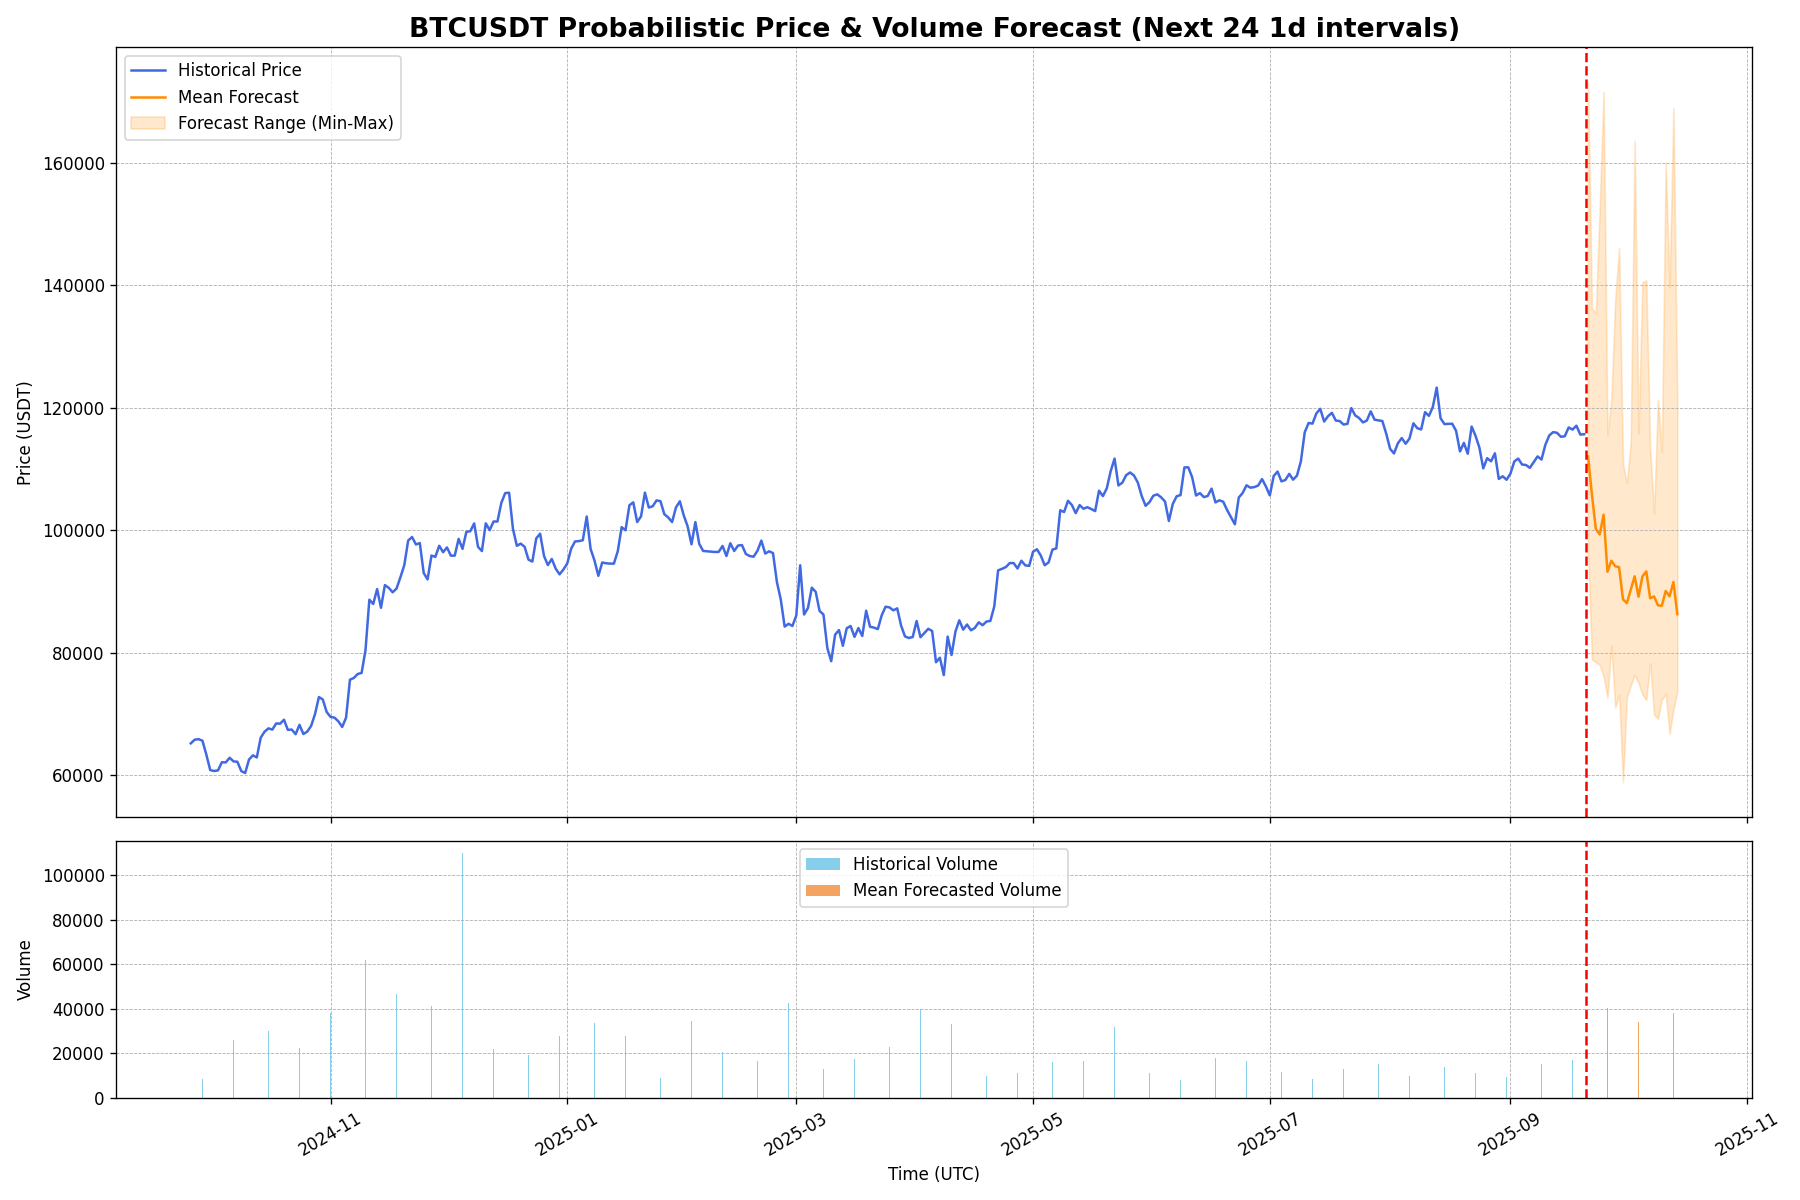 BTCUSDT Probabilistic Price & Volume Forecast (Next 24 1d intervals)
Historical Price
Mean Forecast
Forecast Range (Min-Max)
Price (USDT)
160000
140000
120000
100000
80000
60000
Historical Volume
Mean Forecasted Volume
Volume
100000
80000
60000
40000
20000
0
2024-11
2025-01
2025-03
2025-05
2025-07
2025-09
2025-11
Time (UTC)